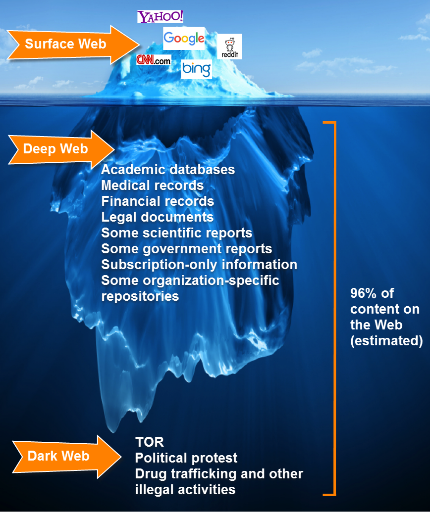 YAHOO!
Surface Web
Google
reddit
CNN.com
bing
Deep Web
Academic databases
Medical records
Financial records
Legal documents
Some scientific reports
Some government reports
Subscription-only information
Some organization-specific
repositories
96% of
content on
the Web
(estimated)
Dark Web
TOR
Political protest
Drug trafficking and other
illegal activities